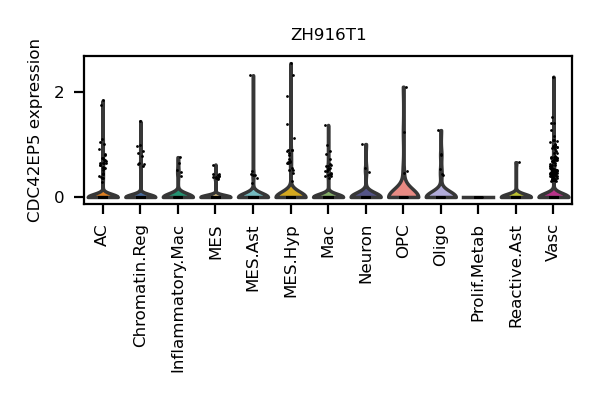 ZH916T1
CDC42EP5 expression
2
0
AC
Chromatin.Reg
Inflammatory.Mac
MES
MES.Ast
MES.Hyp
Mac
Neuron
OPC
Oligo
Prolif.Metab
Reactive.Ast
Vasc